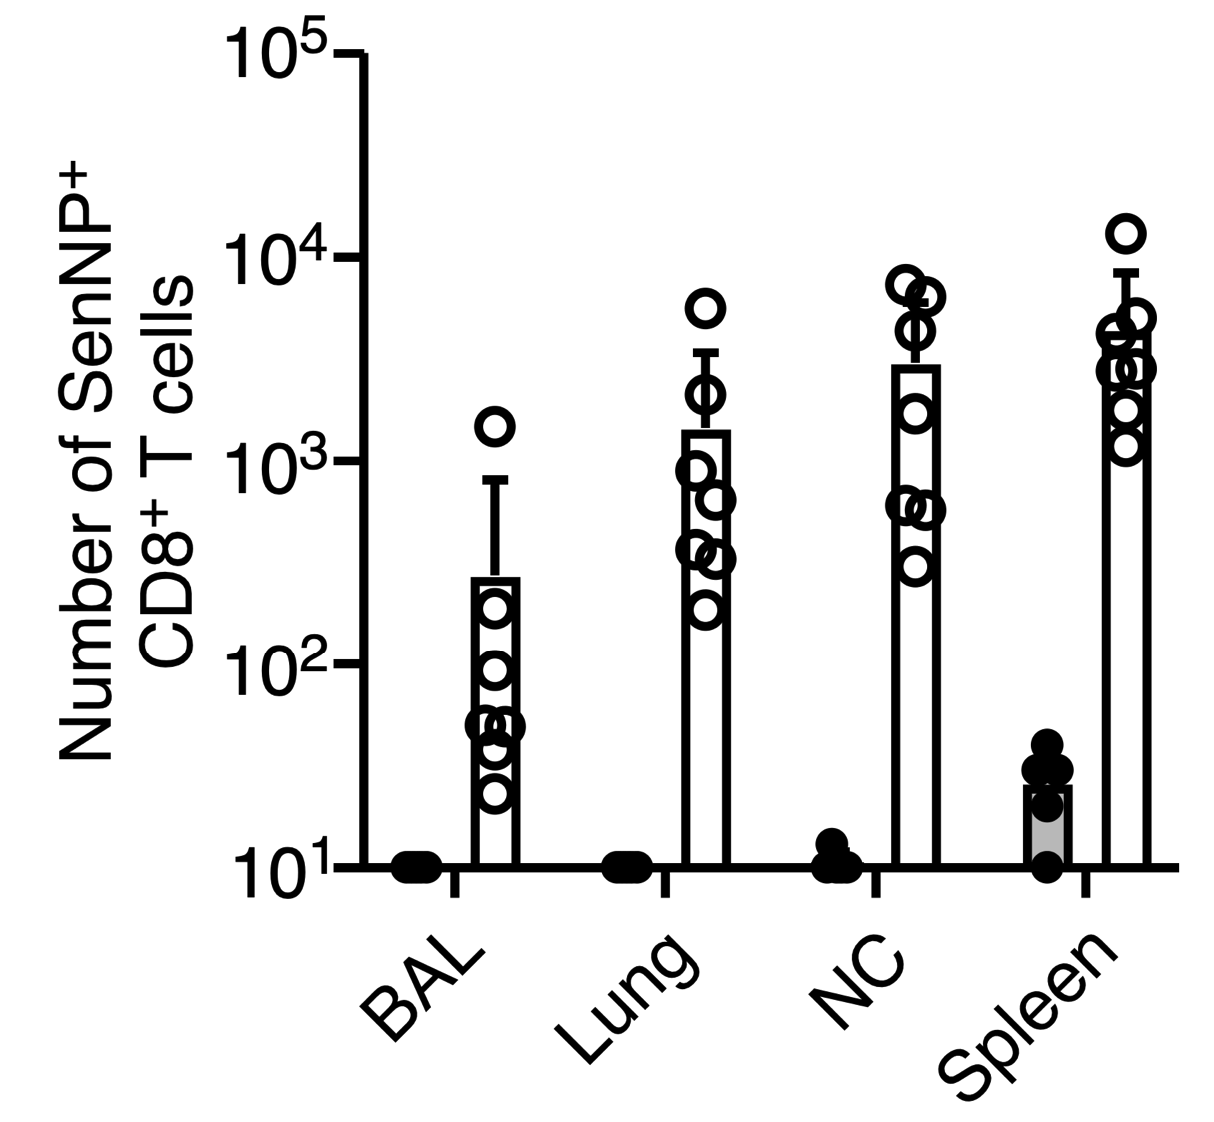 Number of SenNP⁺
CD8⁺ T cells
10⁵
10⁴
10³
10²
10¹
BAL
Lung
NC
Spleen